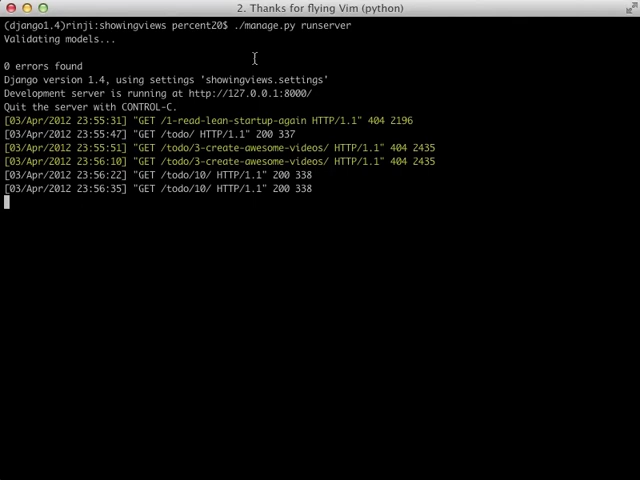 2. Thanks for flying Vim (python)
(django1.4)rinji:showingviews percent20$ ./manage.py runserver
Validating models...
0 errors found
Django version 1.4, using settings 'showingviews.settings'
Development server is running at http://127.0.0.1:8000/
Quit the server with CONTROL-C.
[03/Apr/2012 23:55:31] "GET /1-read-lean-startup-again HTTP/1.1" 404 2196
[03/Apr/2012 23:55:47] "GET /todo/ HTTP/1.1" 200 337
[03/Apr/2012 23:55:51] "GET /todo/3-create-awesome-videos/ HTTP/1.1" 404 2435
[03/Apr/2012 23:56:10] "GET /todo/3-create-awesome-videos/ HTTP/1.1" 404 2435
[03/Apr/2012 23:56:22] "GET /todo/10/ HTTP/1.1" 200 338
[03/Apr/2012 23:56:35] "GET /todo/10/ HTTP/1.1" 200 338